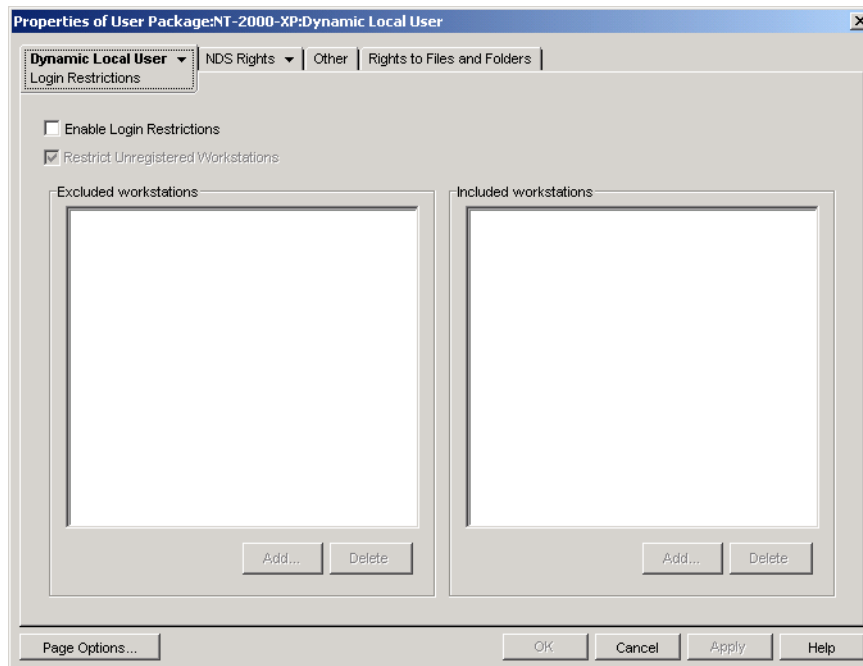 Properties of User Package:NT-2000-XP:Dynamic Local User
Dynamic Local User NDS Rights Other Rights to Files and Folders
Login Restrictions
Enable Login Restrictions
Restrict Unregistered Workstations
Excluded workstations Included workstations
Add... Delete Add... Delete
Page Options... OK Cancel Apply Help